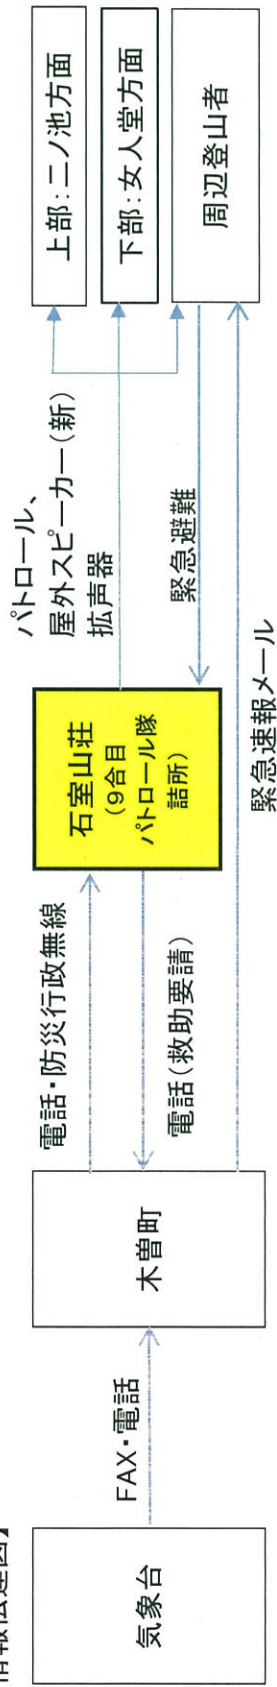 情報伝達図】
気象台
FAX・電話
木曽町
電話・防災行政無線
電話(救助要請)
石室山荘
(9合目
パトロール隊
詰所)
パトロール、
屋外スピーカー(新)
拡声器
緊急避難
緊急速報メール
上部:二ノ池方面
下部:女人堂方面
周辺登山者